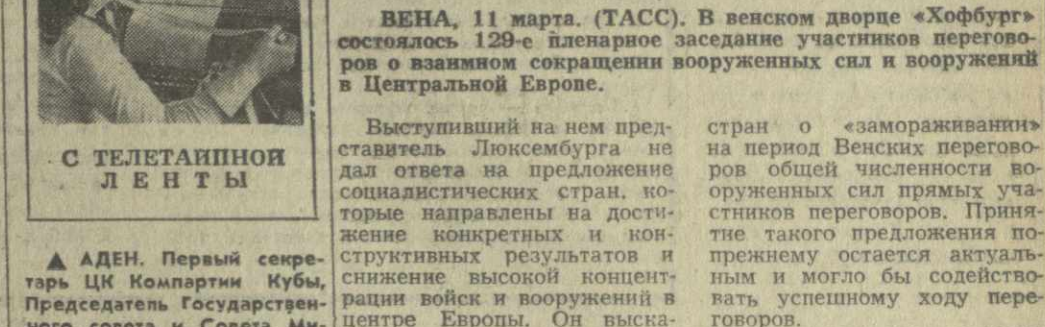 С ТЕЛЕТАЙПНОЙ
ЛЕНТЫ
▲ АДЕН. Первый секре-
тарь ЦК Компартии Кубы,
Председатель Государствен-
ного совета и Совета Ми-
ВЕНА, 11 марта. (ТАСС). В венском дворце «Хофбург»
состоялось 129-е пленарное заседание участников перегово-
ров о взаимном сокращении вооруженных сил и вооружений
в Центральной Европе.
Выступивший на нем пред-
ставитель Люксембурга не
дал ответа на предложение
социалистических стран, ко-
торые направлены на дости-
жение конкретных и кон-
структивных результатов и
снижение высокой концент-
рации войск и вооружений в
центре Европы. Он выска-
стран о «замораживании»
на период Венских перегово-
ров общей численности во-
оруженных сил прямых уча-
стников переговоров. Приня-
тие такого предложения по-
прежнему остается актуаль-
ным и могло бы содейство-
вать успешному ходу пере-
говоров.